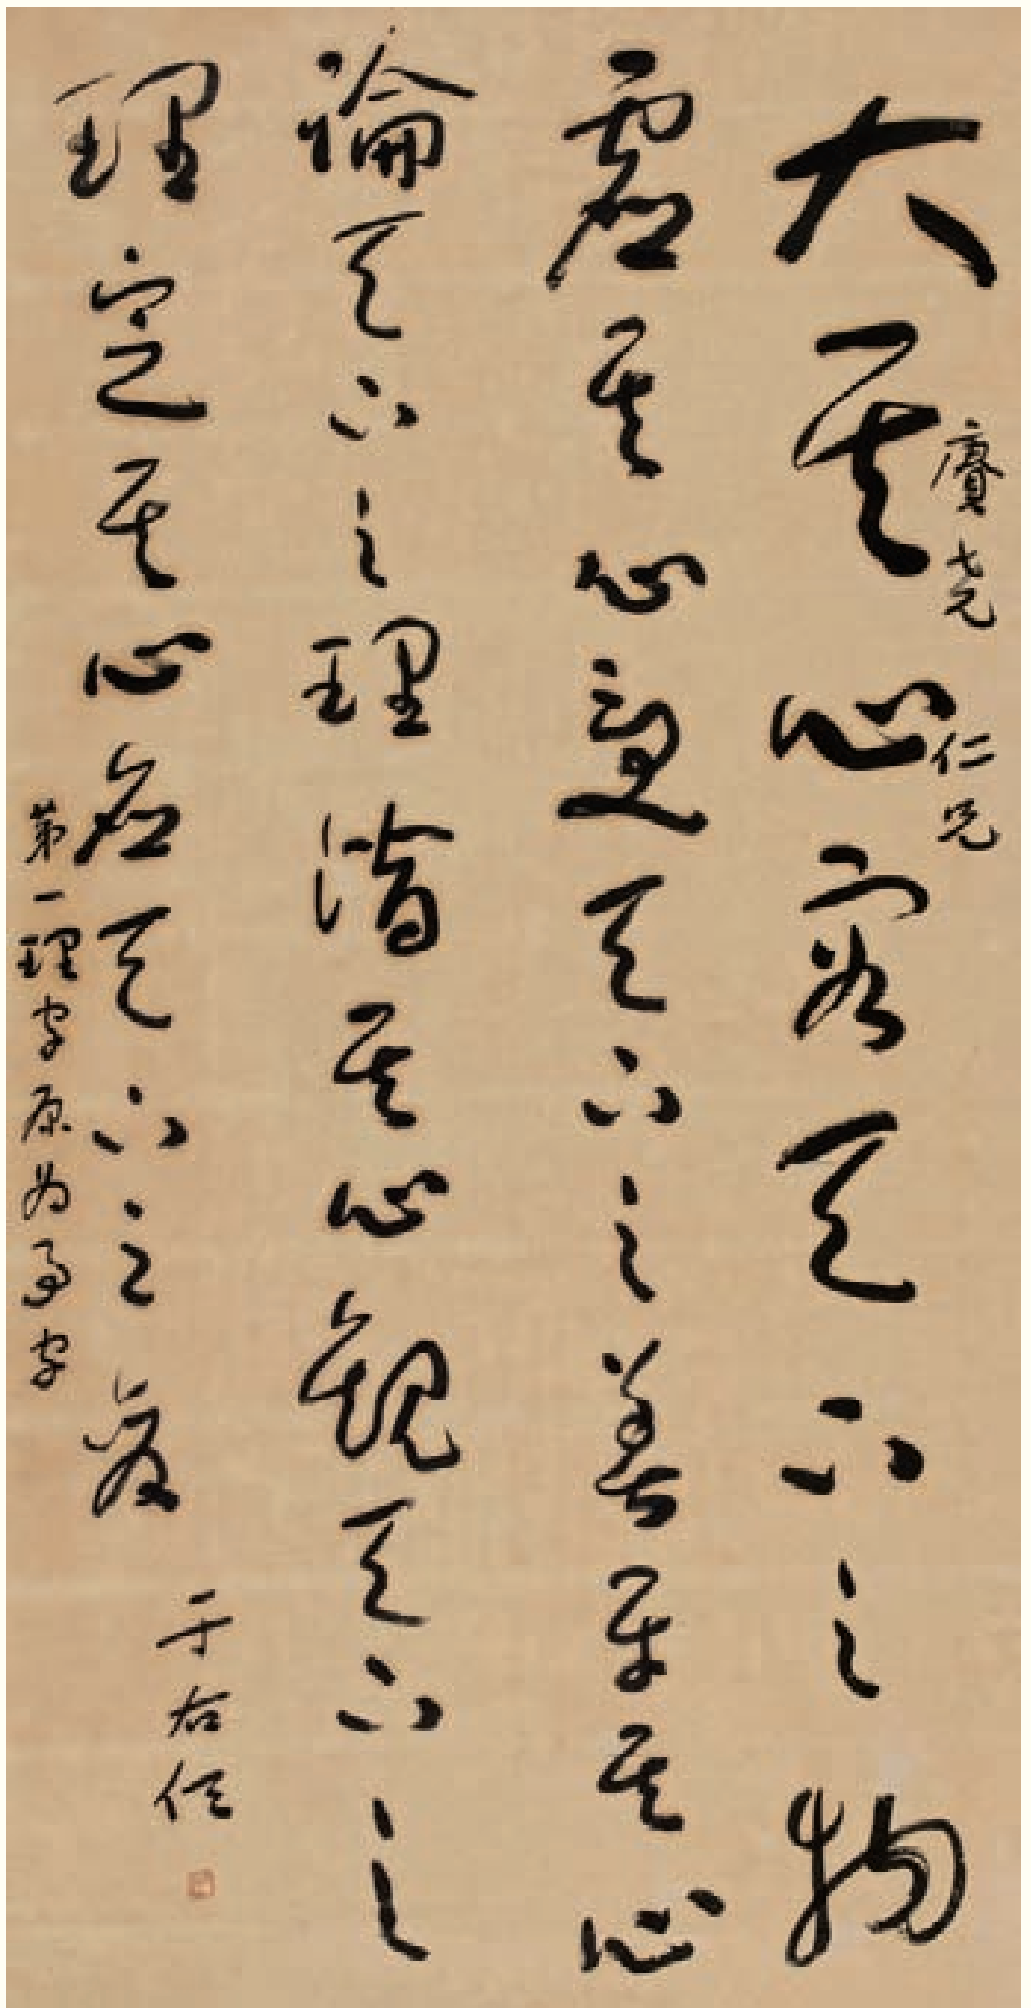 大其心容天下之物
虛其心受天下之善平其心
論天下之理潛其心觀天下之
理定其心應天下之變
賡堯仁兄
第一理字原為事字
于右任